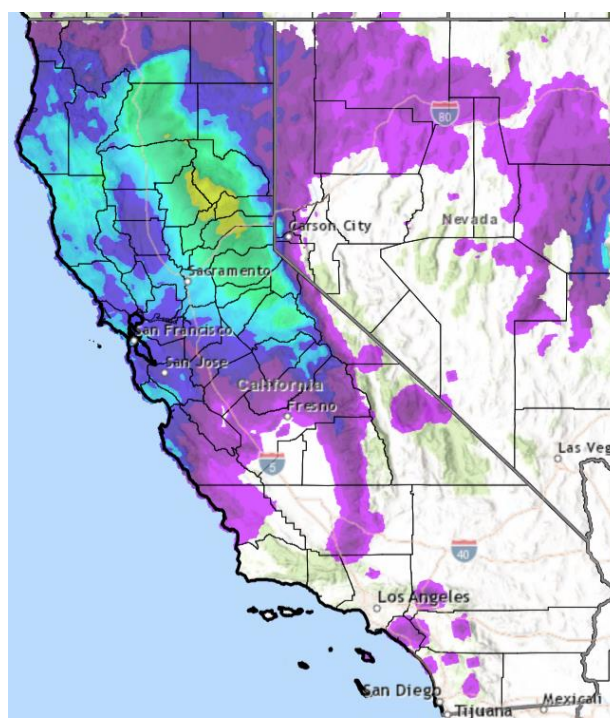 80
Carson City
Nevada
Sacramento
San Francisco
San Jose
California
Fresno
Las Veg
5
40
Los Angeles
San Diego
Tijuana
Mexicali